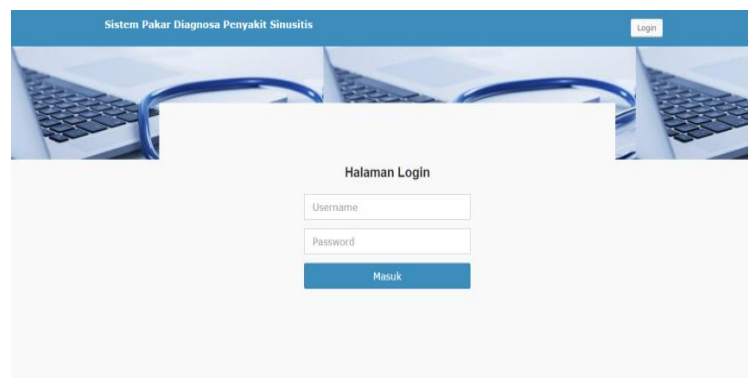 Sistem Pakar Diagnosa Penyakit Sinusitis
Login
Halaman Login
Username
Password
Masuk